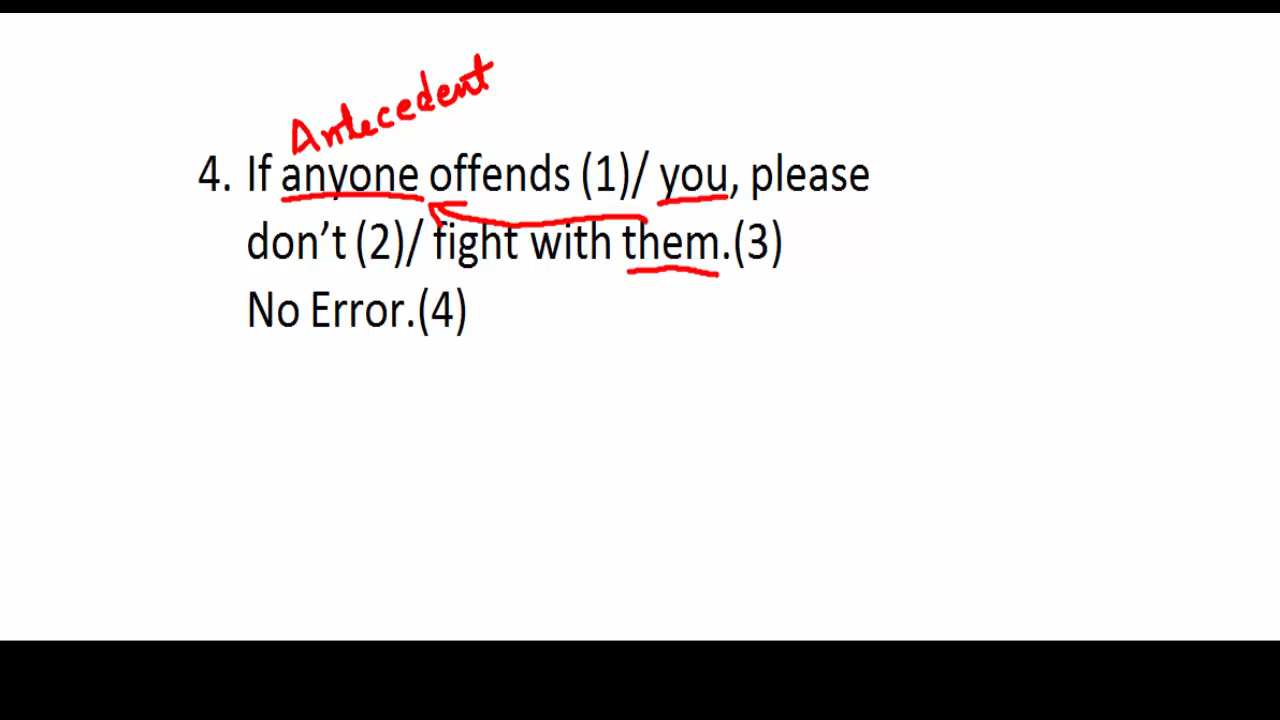 Antecedent
4. If anyone offends (1)/ you, please
don’t (2)/ fight with them.(3)
No Error.(4)